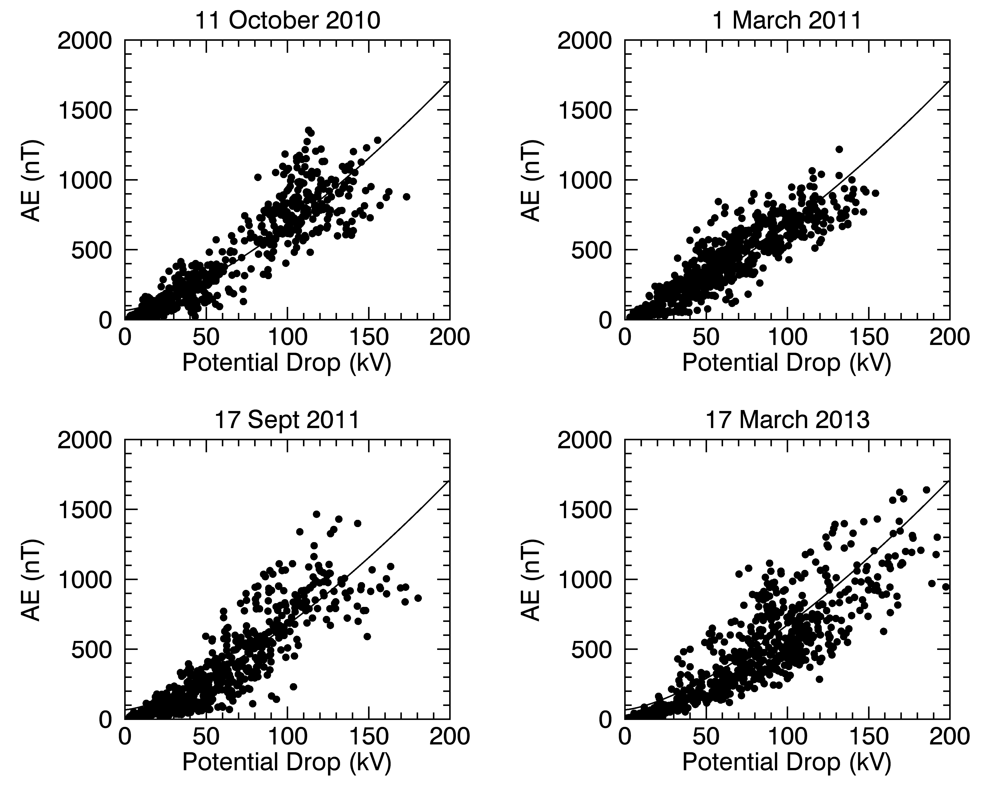 11 October 2010
2000
1500
1000
500
0
AE (nT)
0 50 100 150 200
Potential Drop (kV)
1 March 2011
2000
1500
1000
500
0
AE (nT)
0 50 100 150 200
Potential Drop (kV)
17 Sept 2011
2000
1500
1000
500
0
AE (nT)
0 50 100 150 200
Potential Drop (kV)
17 March 2013
2000
1500
1000
500
0
AE (nT)
0 50 100 150 200
Potential Drop (kV)